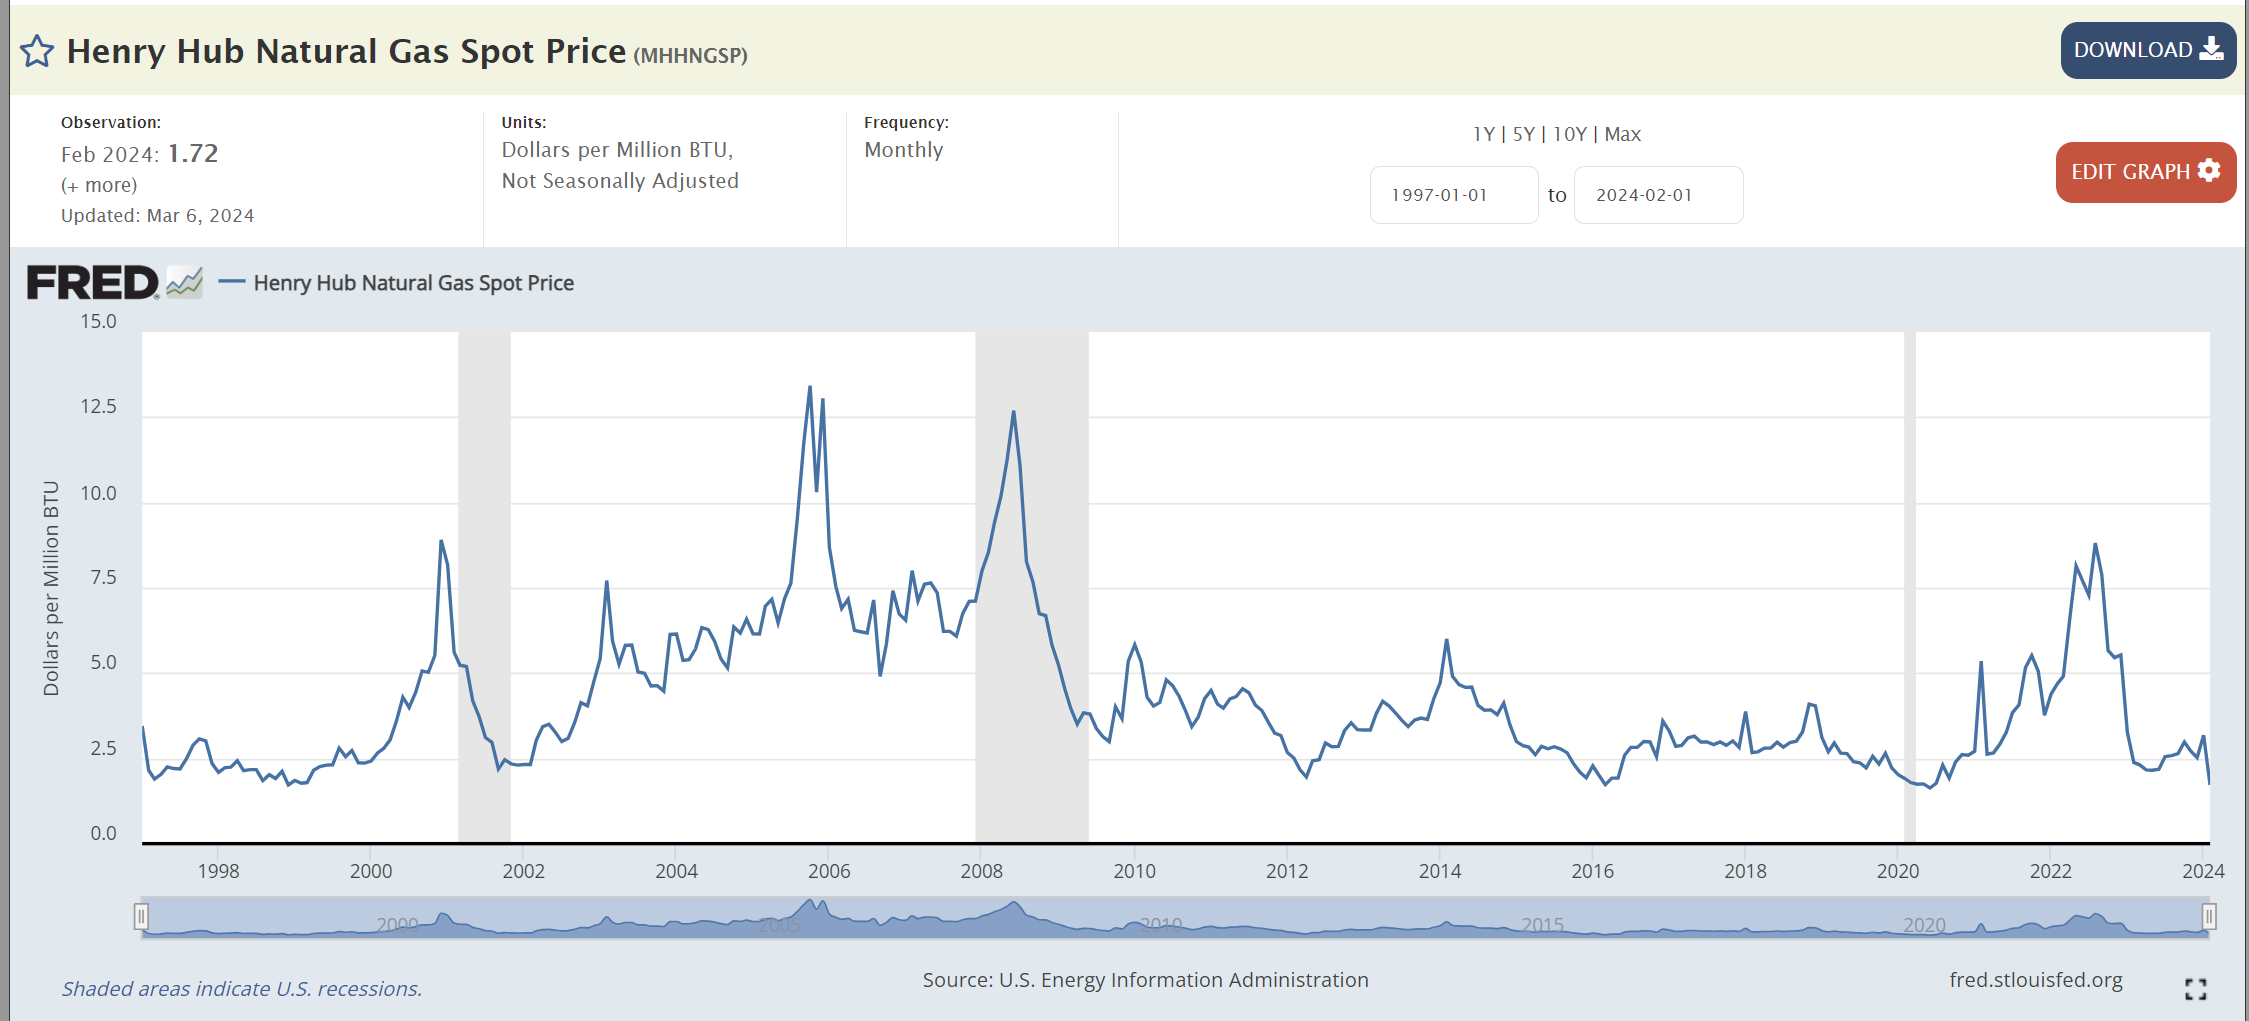 Henry Hub Natural Gas Spot Price (MHHNGSP)
DOWNLOAD
Observation:
Feb 2024: 1.72
(+ more)
Updated: Mar 6, 2024
Units:
Dollars per Million BTU,
Not Seasonally Adjusted
Frequency:
Monthly
1Y | 5Y | 10Y | Max
1997-01-01 to 2024-02-01
EDIT GRAPH
FRED
Henry Hub Natural Gas Spot Price
Dollars per Million BTU
15.0
12.5
10.0
7.5
5.0
2.5
0.0
1998 2000 2002 2004 2006 2008 2010 2012 2014 2016 2018 2020 2022 2024
2000 2005 2010 2015 2020
Shaded areas indicate U.S. recessions.
Source: U.S. Energy Information Administration
fred.stlouisfed.org